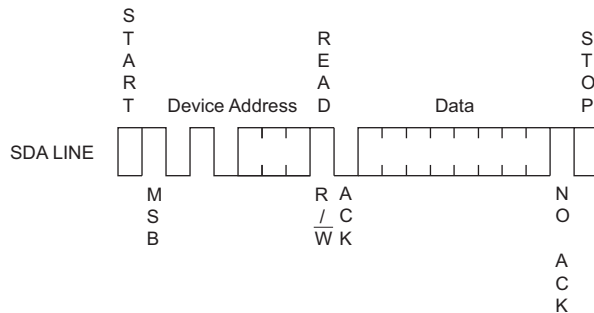 START
READ
STOP
Device Address
Data
SDA LINE
MSB
R/W
ACK
NO ACK